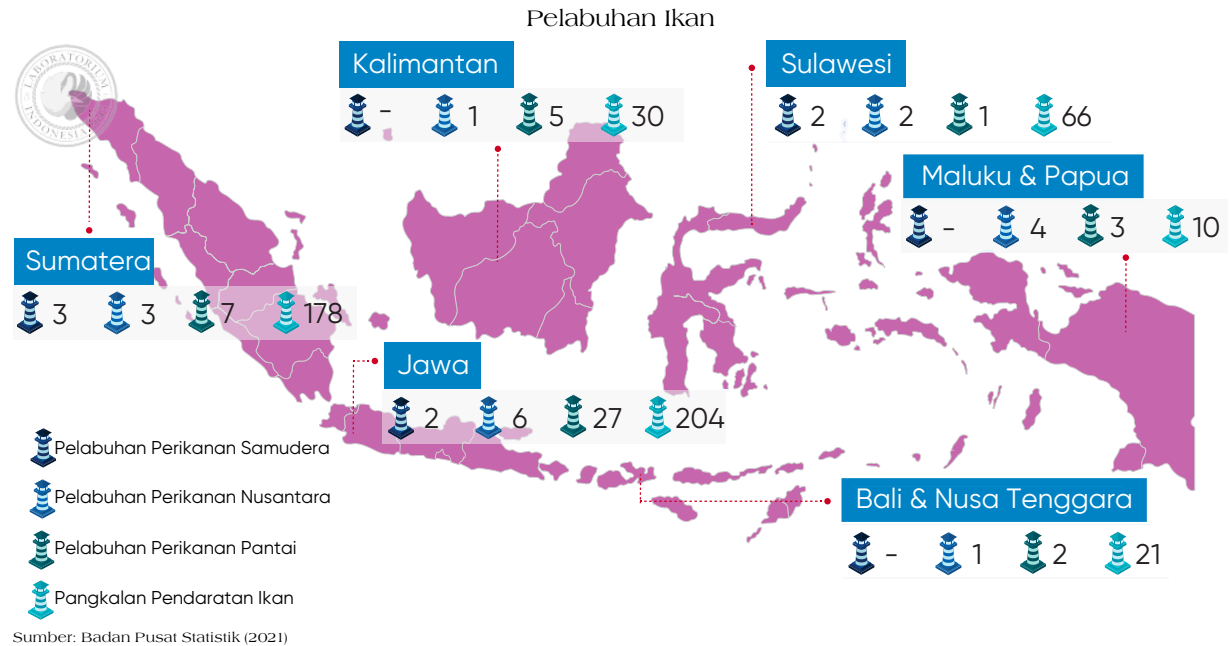 Pelabuhan Ikan
LABORATORIUM
INDONESIA
Kalimantan
- 1 5 30
Sulawesi
2 2 1 66
Maluku & Papua
- 4 3 10
Sumatera
3 3 7 178
Jawa
2 6 27 204
Bali & Nusa Tenggara
- 1 2 21
Pelabuhan Perikanan Samudera
Pelabuhan Perikanan Nusantara
Pelabuhan Perikanan Pantai
Pangkalan Pendaratan Ikan
Sumber: Badan Pusat Statistik (2021)